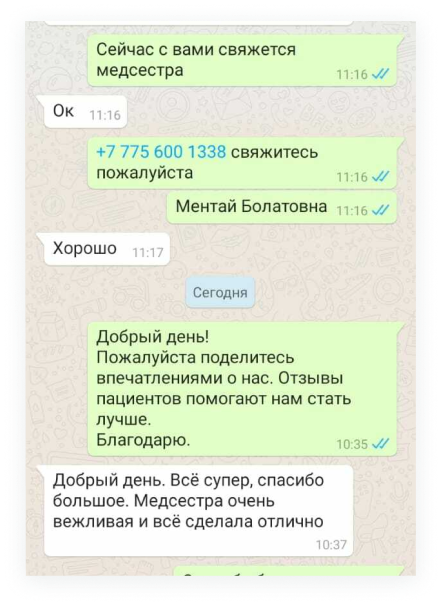 Сейчас с вами свяжется
медсестра
11:16
Ок
11:16
+7 775 600 1338 свяжитесь
пожалуйста
11:16
Ментай Болатовна
11:16
Хорошо
11:17
Сегодня
Добрый день!
Пожалуйста поделитесь
впечатлениями о нас. Отзывы
пациентов помогают нам стать
лучше.
Благодарю.
10:35
Добрый день. Всё супер, спасибо
большое. Медсестра очень
вежливая и всё сделала отлично
10:37